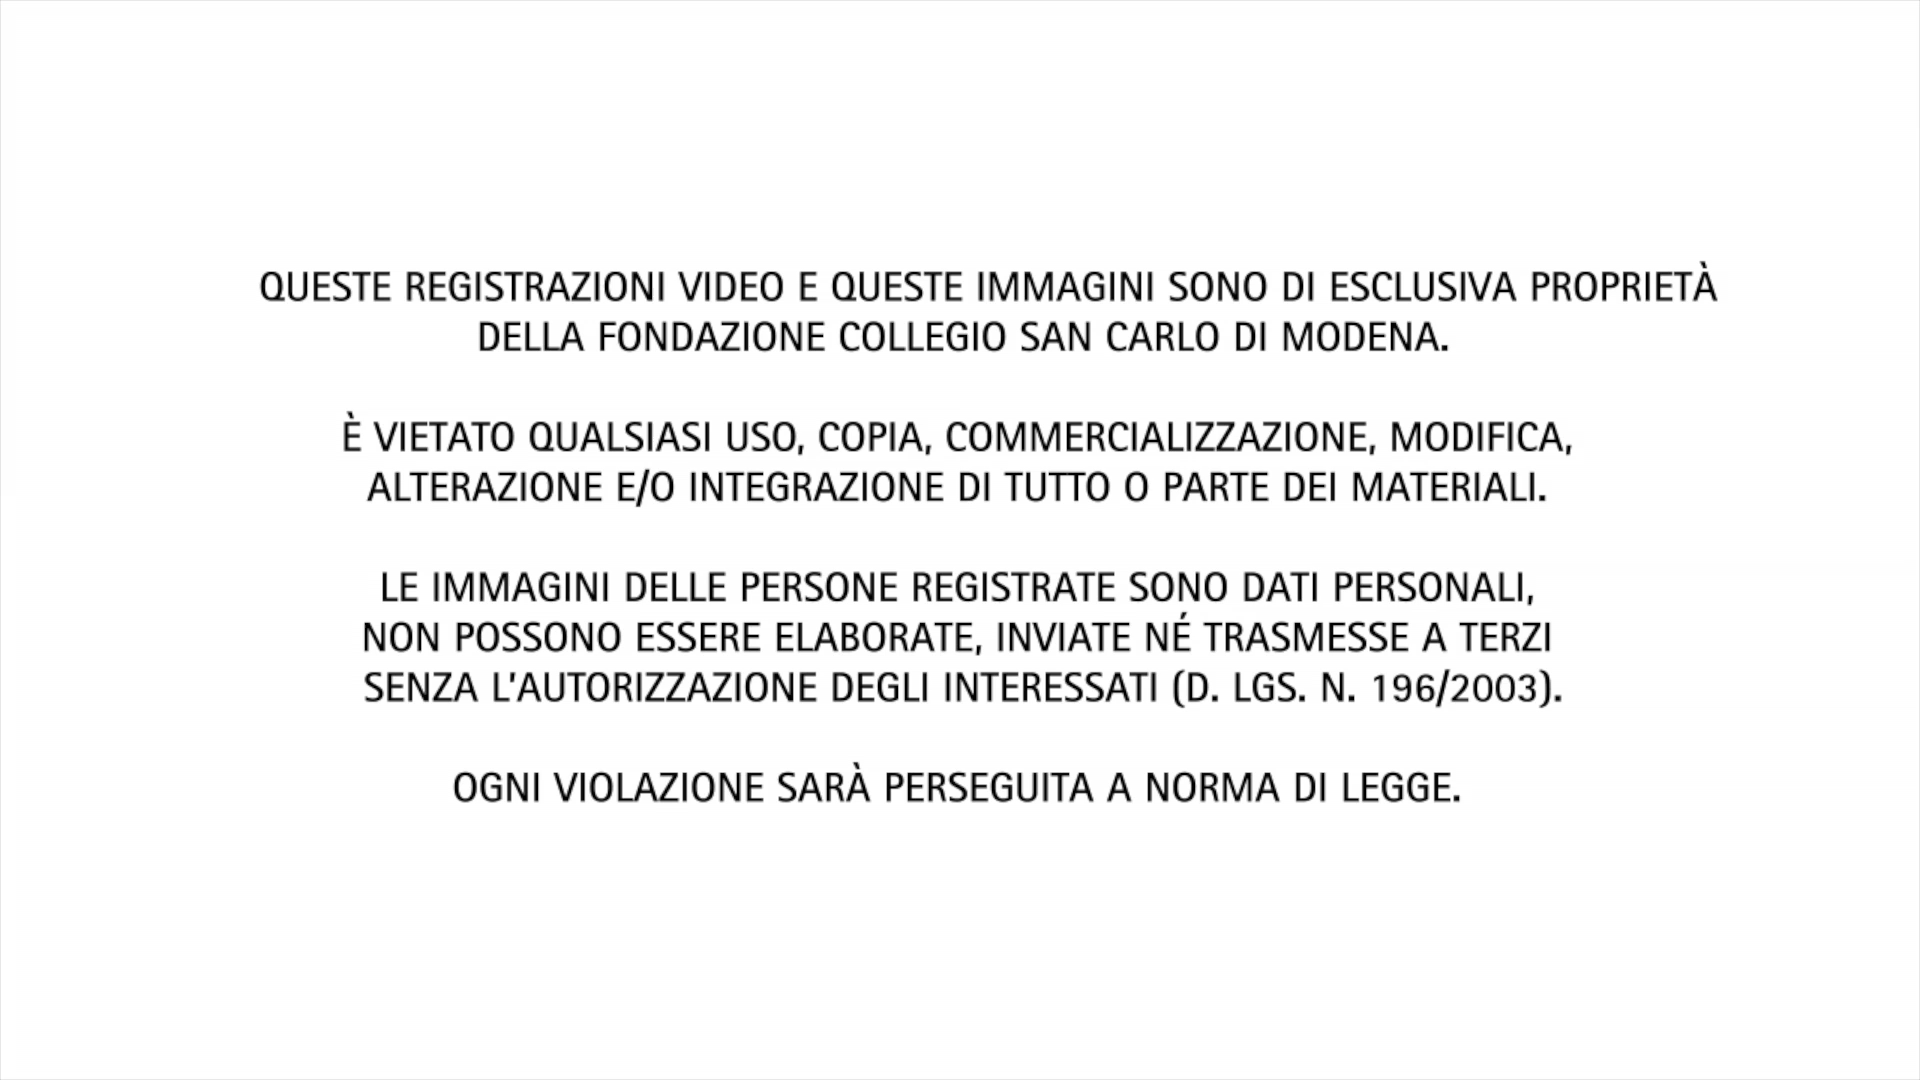 QUESTE REGISTRAZIONI VIDEO E QUESTE IMMAGINI SONO DI ESCLUSIVA PROPRIETÀ
DELLA FONDAZIONE COLLEGIO SAN CARLO DI MODENA.
È VIETATO QUALSIASI USO, COPIA, COMMERCIALIZZAZIONE, MODIFICA,
ALTERAZIONE E/O INTEGRAZIONE DI TUTTO O PARTE DEI MATERIALI.
LE IMMAGINI DELLE PERSONE REGISTRATE SONO DATI PERSONALI,
NON POSSONO ESSERE ELABORATE, INVIATE NÉ TRASMESSE A TERZI
SENZA L'AUTORIZZAZIONE DEGLI INTERESSATI (D. LGS. N. 196/2003).
OGNI VIOLAZIONE SARÀ PERSEGUITA A NORMA DI LEGGE.